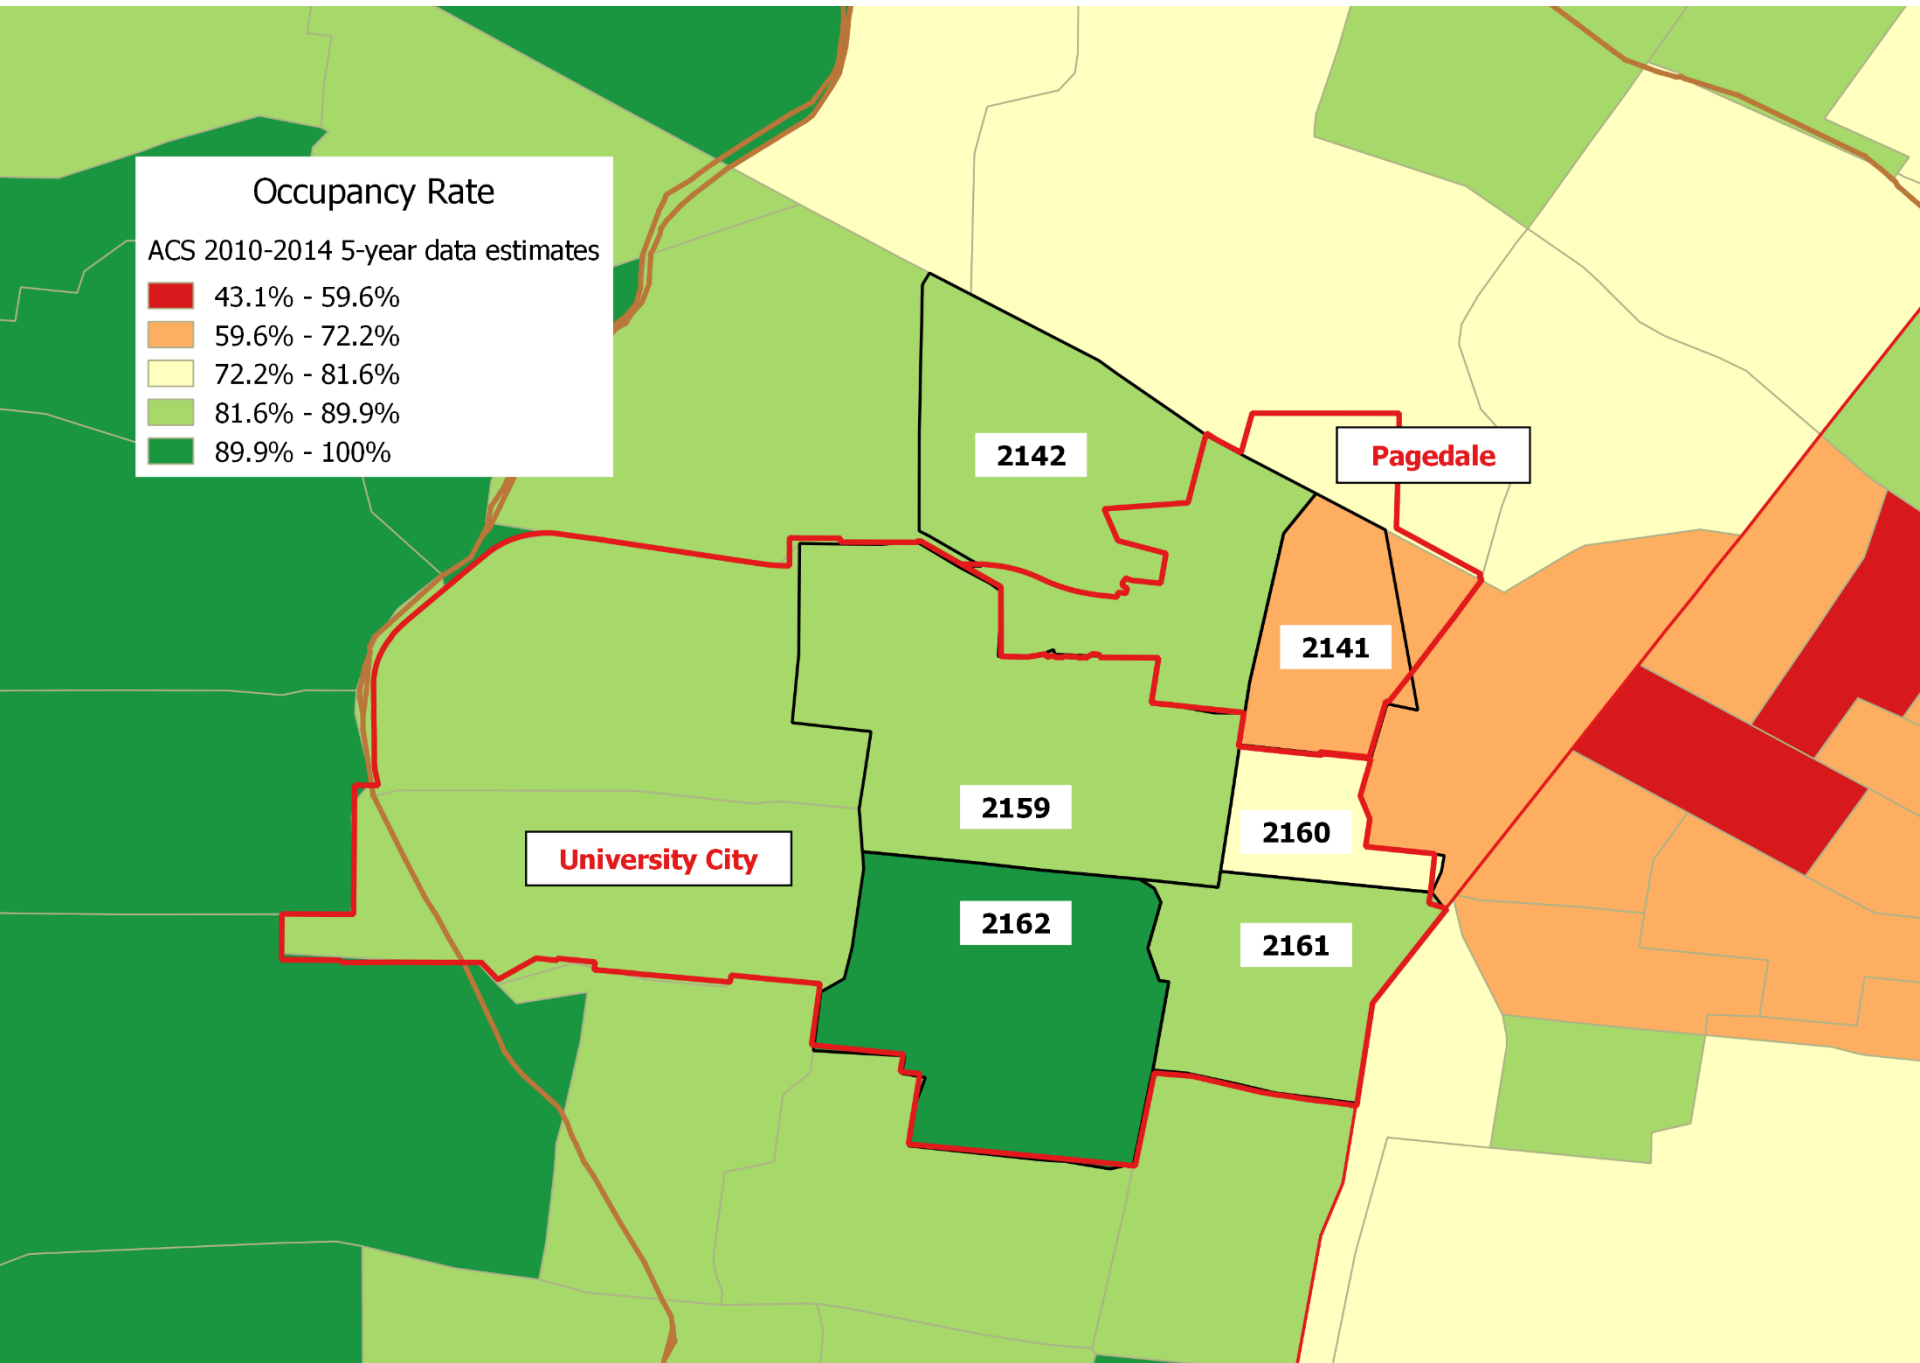 Occupancy Rate
ACS 2010-2014 5-year data estimates
43.1% - 59.6%
59.6% - 72.2%
72.2% - 81.6%
81.6% - 89.9%
89.9% - 100%
2142
Pagedale
2141
2159
2160
University City
2162
2161